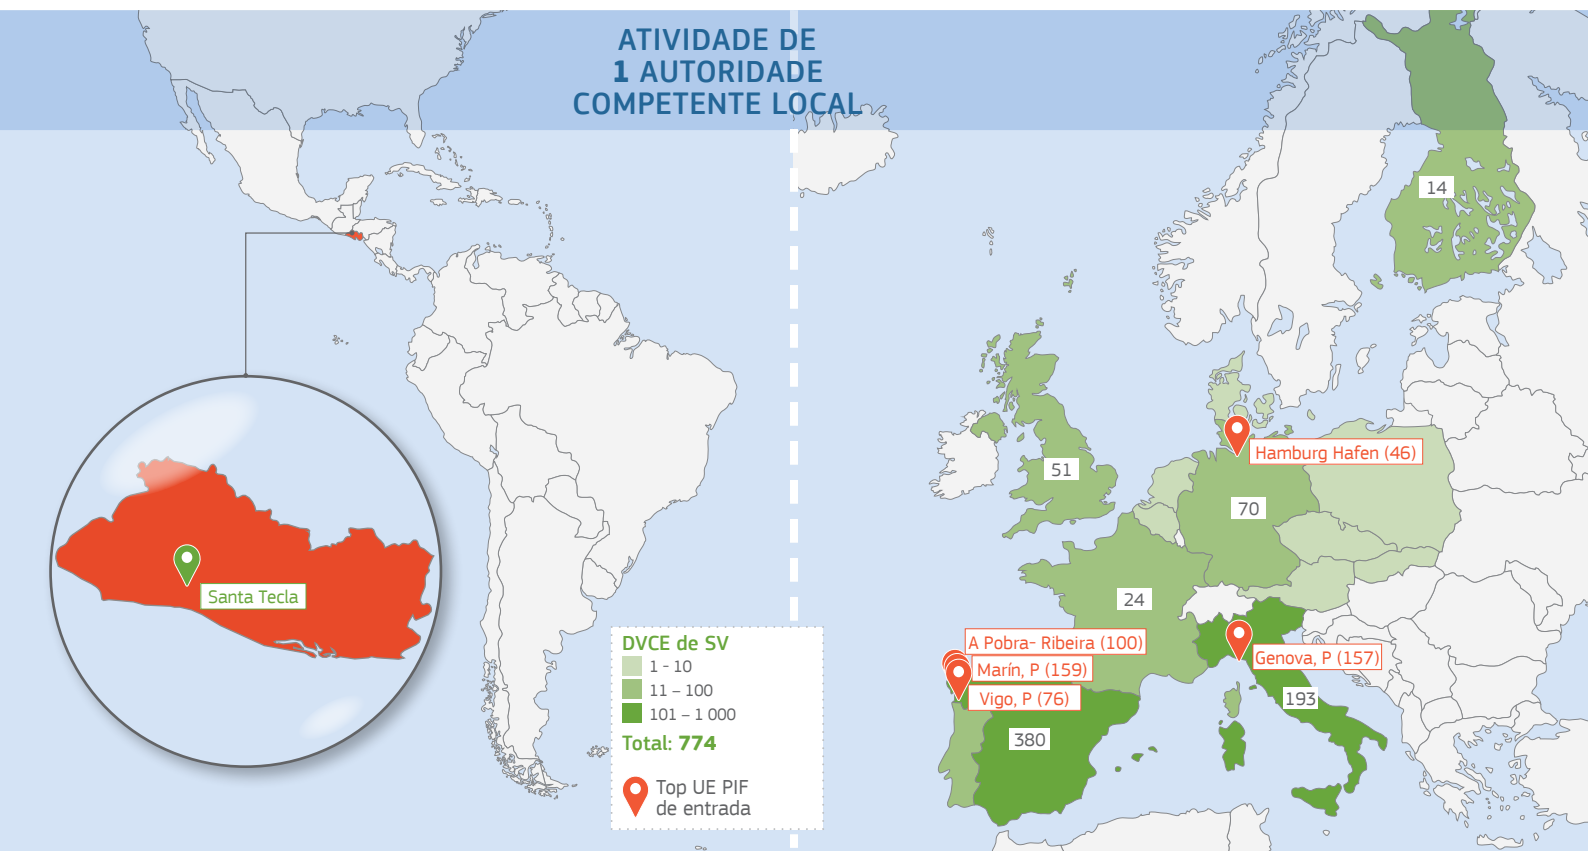 ATIVIDADE DE
1 AUTORIDADE
COMPETENTE LOCAL
14
51
Hamburg Hafen (46)
70
24
Santa Tecla
A Pobra- Ribeira (100)
Marín, P (159)
Vigo, P (76)
Genova, P (157)
193
380
DVCE de SV
1 - 10
11 – 100
101 – 1 000
Total: 774
Top UE PIF
de entrada